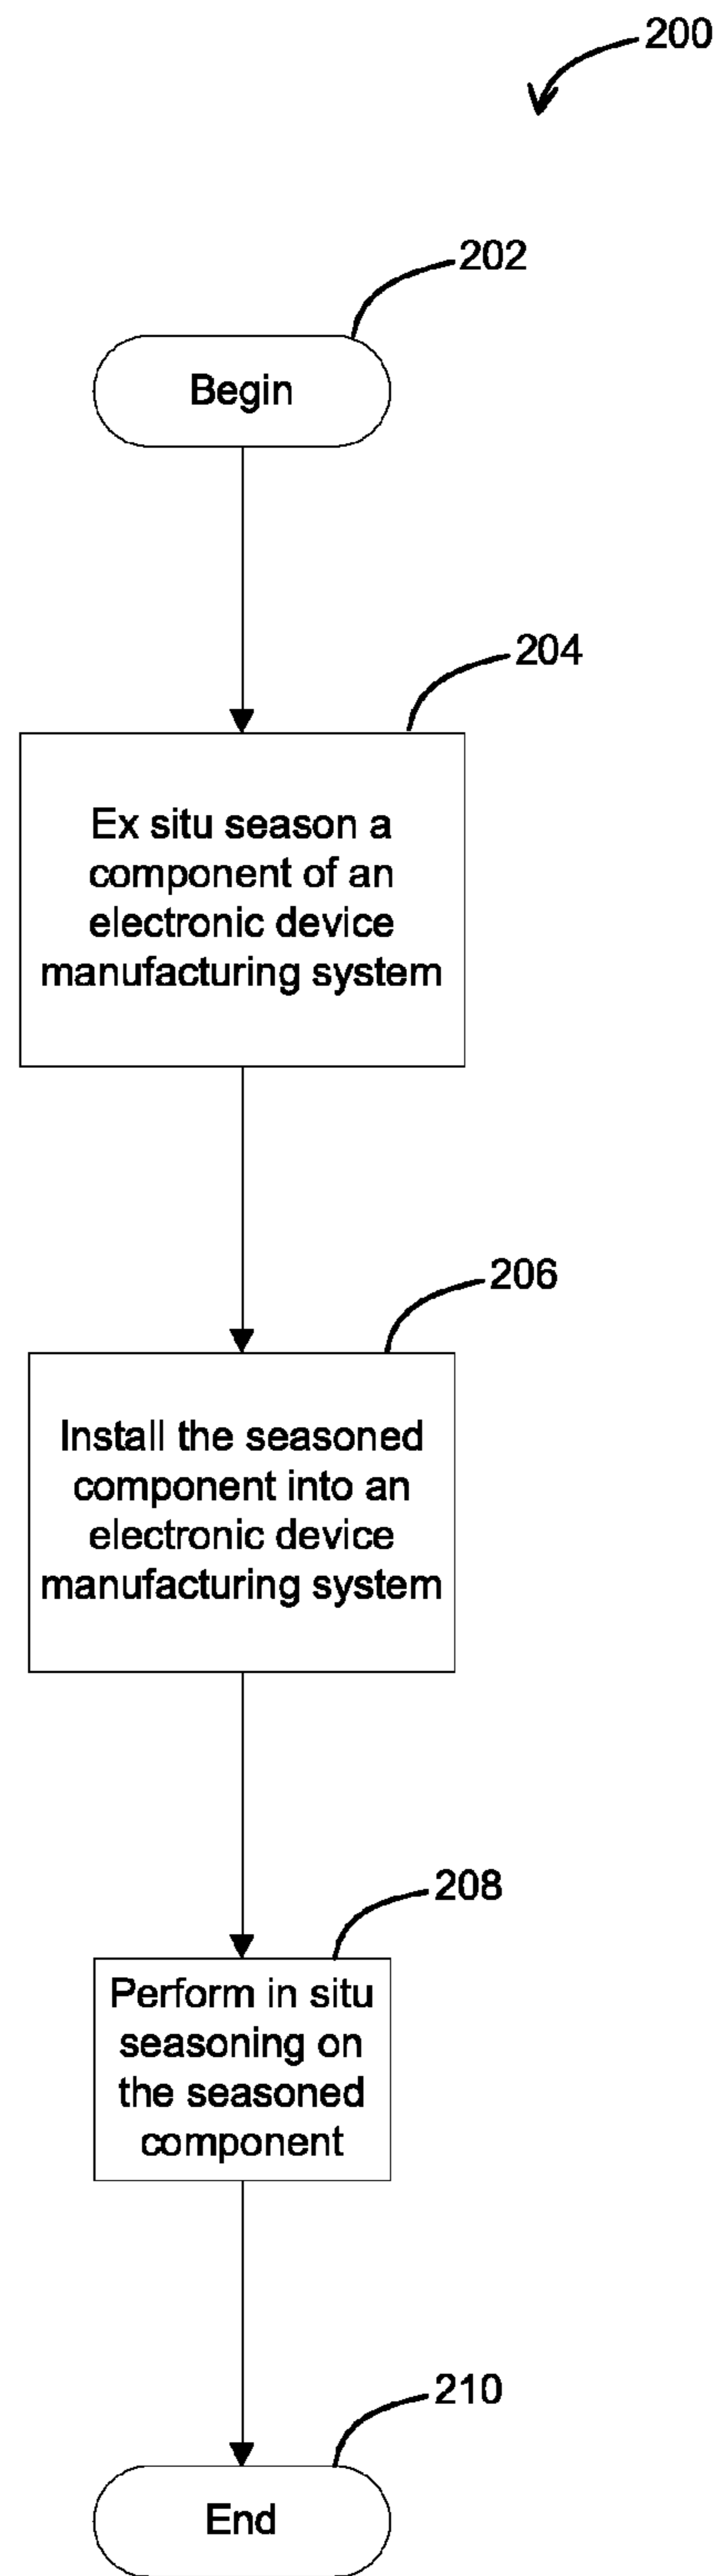 200
202
Begin
204
Ex situ season a
component of an
electronic device
manufacturing system
206
Install the seasoned
component into an
electronic device
manufacturing system
208
Perform in situ
seasoning on
the seasoned
component
210
End